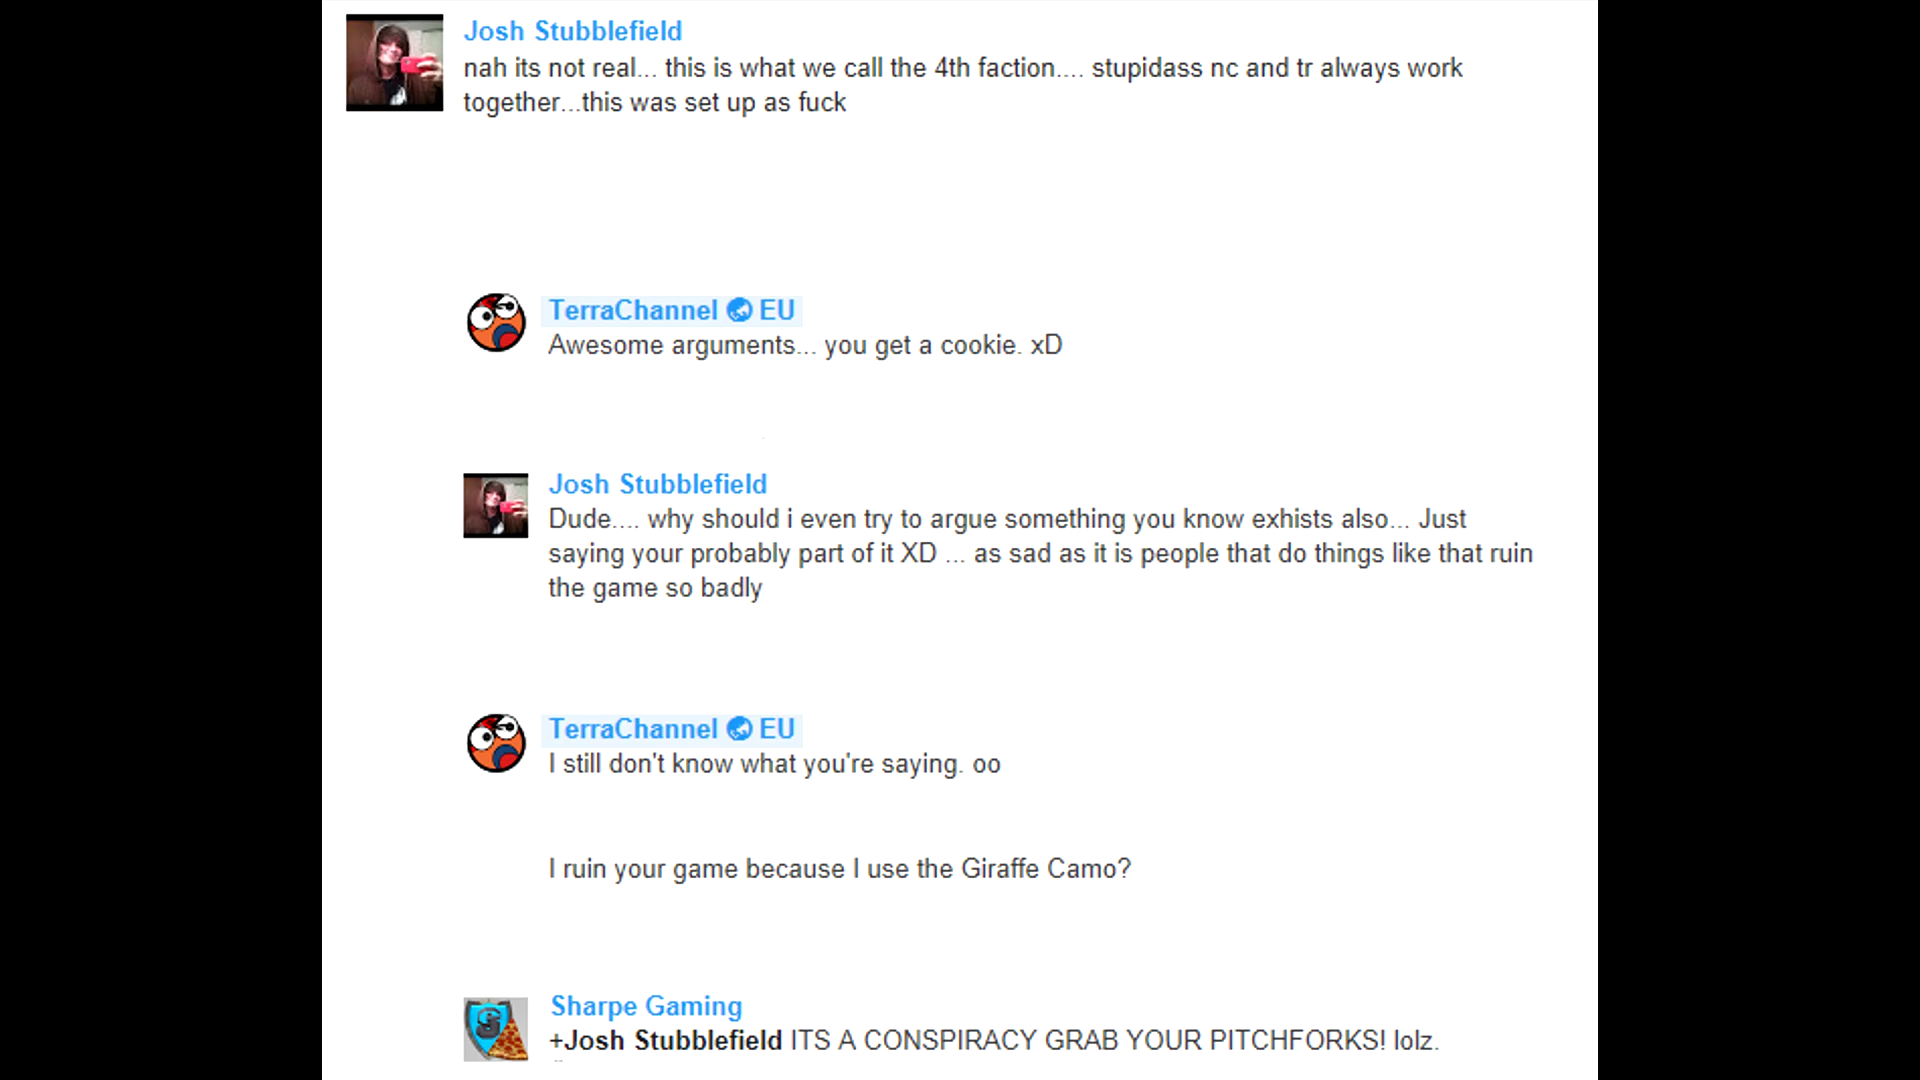 Josh Stubblefield
nah its not real... this is what we call the 4th faction.... stupidass nc and tr always work
together...this was set up as fuck
TerraChannel EU
Awesome arguments... you get a cookie. xD
Josh Stubblefield
Dude.... why should i even try to argue something you know exhists also... Just
saying your probably part of it XD ... as sad as it is people that do things like that ruin
the game so badly
TerraChannel EU
I still don't know what you're saying. oo
I ruin your game because I use the Giraffe Camo?
Sharpe Gaming
+Josh Stubblefield ITS A CONSPIRACY GRAB YOUR PITCHFORKS! lolz.